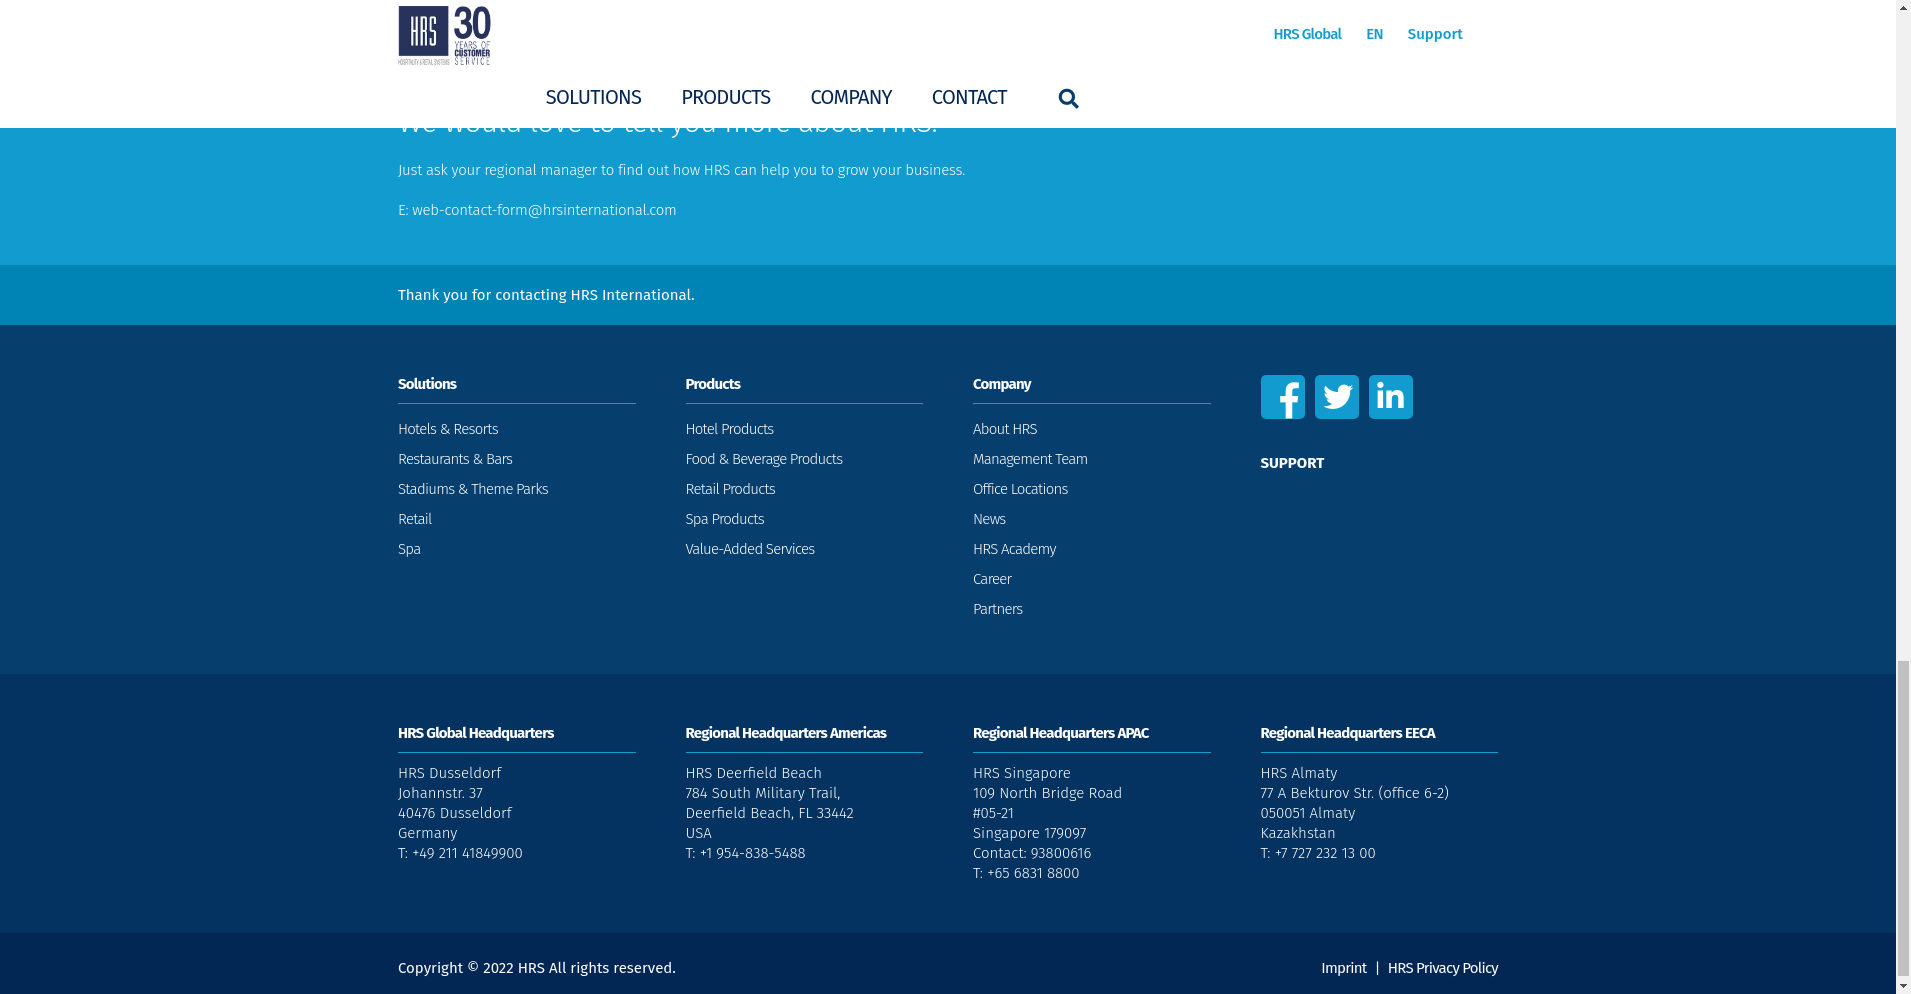 HRS
30
YEARS OF
CUSTOMER
SERVICE
HOSPITALITY & RETAIL SYSTEMS
HRS Global
EN
Support
SOLUTIONS
PRODUCTS
COMPANY
CONTACT
We would love to tell you more about HRS.
Just ask your regional manager to find out how HRS can help you to grow your business.
E: web-contact-form@hrsinternational.com
Thank you for contacting HRS International.
Solutions
Hotels & Resorts
Restaurants & Bars
Stadiums & Theme Parks
Retail
Spa
Products
Hotel Products
Food & Beverage Products
Retail Products
Spa Products
Value-Added Services
Company
About HRS
Management Team
Office Locations
News
HRS Academy
Career
Partners
SUPPORT
HRS Global Headquarters
HRS Dusseldorf
Johannstr. 37
40476 Dusseldorf
Germany
T: +49 211 41849900
Regional Headquarters Americas
HRS Deerfield Beach
784 South Military Trail,
Deerfield Beach, FL 33442
USA
T: +1 954-838-5488
Regional Headquarters APAC
HRS Singapore
109 North Bridge Road
#05-21
Singapore 179097
Contact: 93800616
T: +65 6831 8800
Regional Headquarters EECA
HRS Almaty
77 A Bekturov Str. (office 6-2)
050051 Almaty
Kazakhstan
T: +7 727 232 13 00
Copyright © 2022 HRS All rights reserved.
Imprint | HRS Privacy Policy